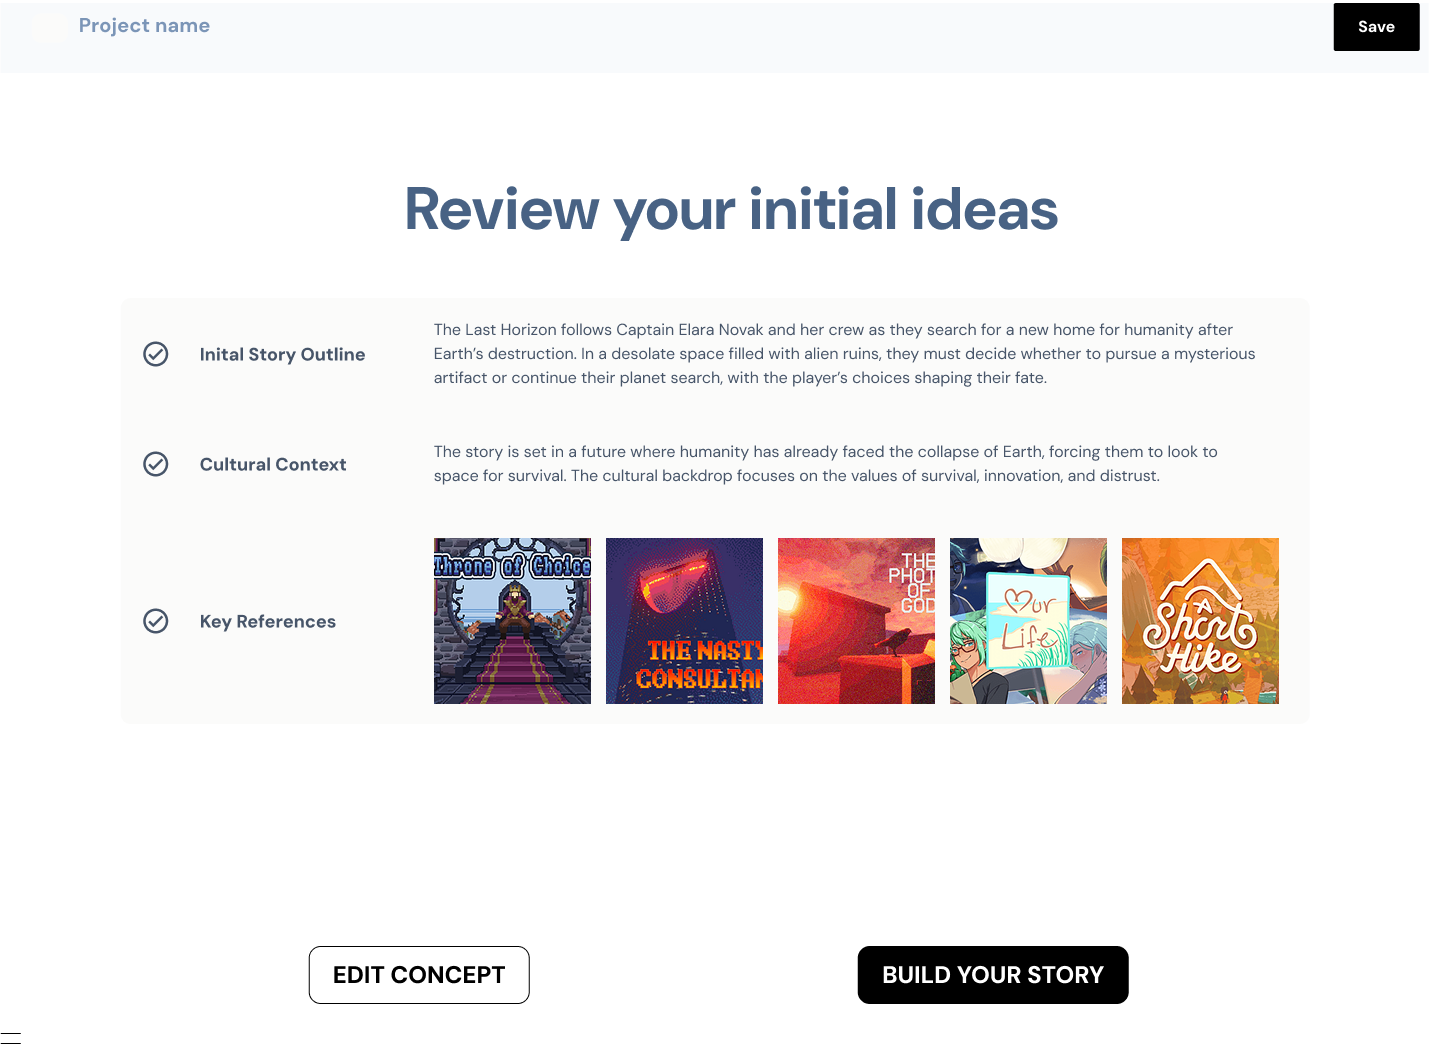 Project name
Save
Review your initial ideas
Inital Story Outline
The Last Horizon follows Captain Elara Novak and her crew as they search for a new home for humanity after
Earth’s destruction. In a desolate space filled with alien ruins, they must decide whether to pursue a mysterious
artifact or continue their planet search, with the player’s choices shaping their fate.
Cultural Context
The story is set in a future where humanity has already faced the collapse of Earth, forcing them to look to
space for survival. The cultural backdrop focuses on the values of survival, innovation, and distrust.
Key References
Throne of Choice
THE NASTY
CONSULTAN
THE
PHOT
OF
GOD
Our
Life
A
Short
Hike
EDIT CONCEPT
BUILD YOUR STORY